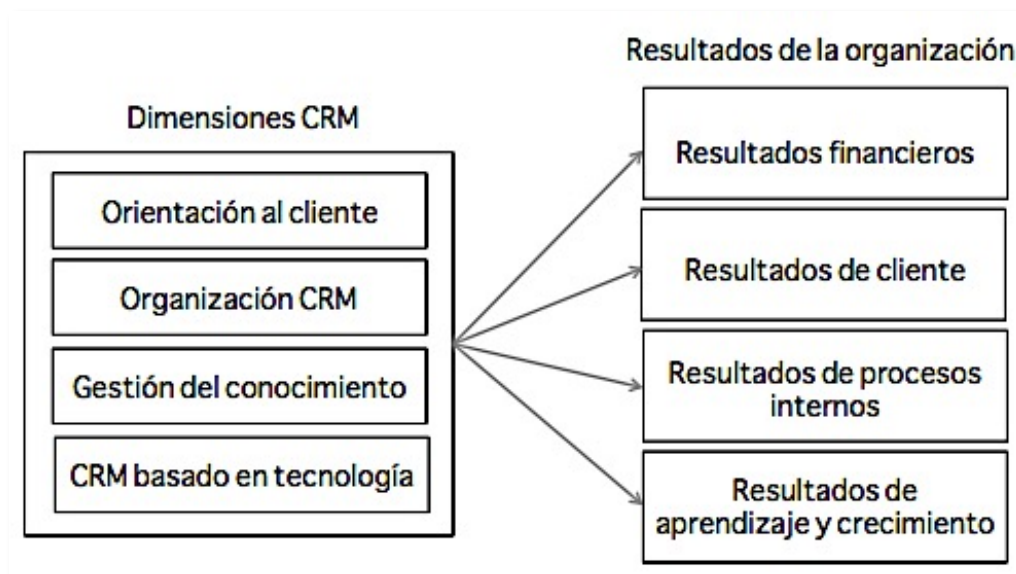 Dimensiones CRM
Orientación al cliente
Organización CRM
Gestión del conocimiento
CRM basado en tecnología
Resultados de la organización
Resultados financieros
Resultados de cliente
Resultados de procesos
internos
Resultados de
aprendizaje y crecimiento